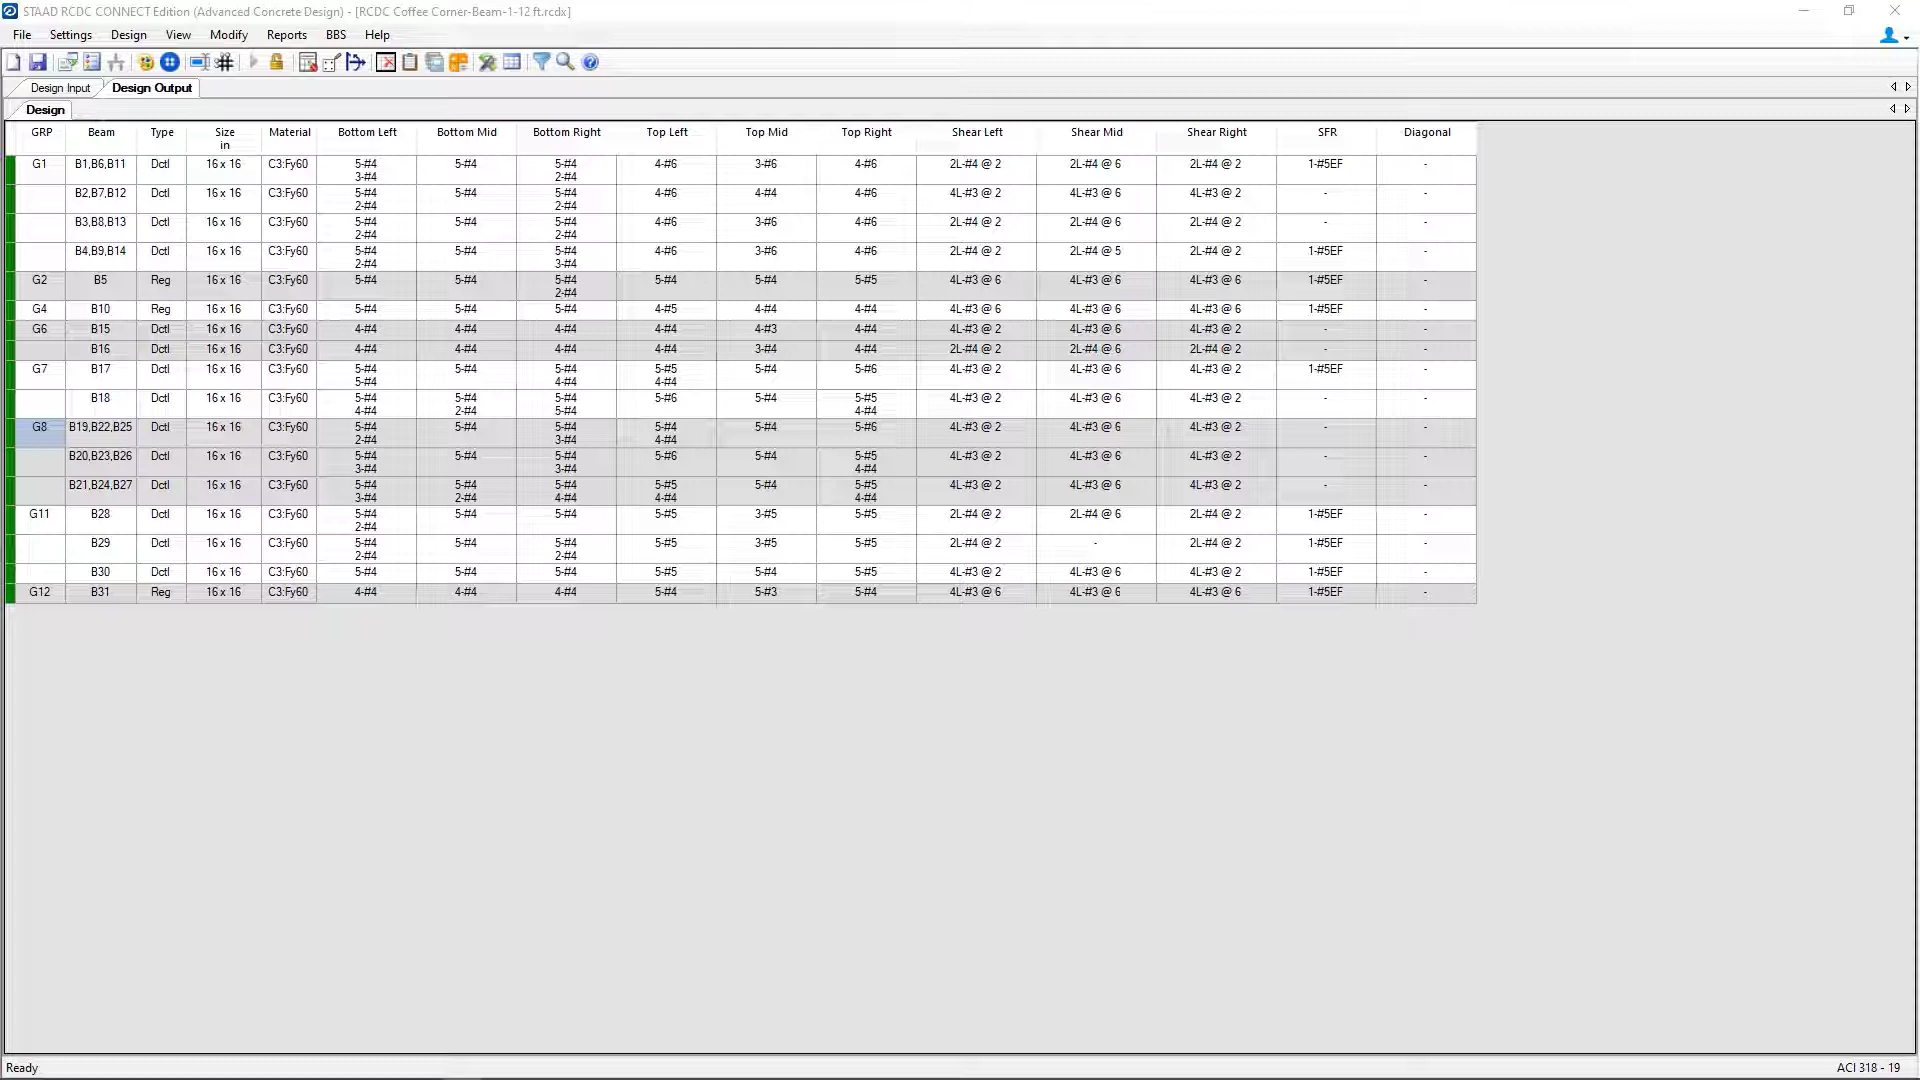 STAAD RCDC CONNECT Edition (Advanced Concrete Design) - [RCDC Coffee Corner-Beam-1-12 ft.rcdx]
File Settings Design View Modify Reports BBS Help
Design Input Design Output
Design
GRP Beam Type Size in Material Bottom Left Bottom Mid Bottom Right Top Left Top Mid Top Right Shear Left Shear Mid Shear Right SFR Diagonal
G1 B1,B6,B11 Dctl 16 x 16 C3:Fy60 5-#4 5-#4 5-#4 4-#6 3-#6 4-#6 2L-#4 @ 2 2L-#4 @ 6 2L-#4 @ 2 1-#5EF -
3-#4 2-#4
B2,B7,B12 Dctl 16 x 16 C3:Fy60 5-#4 5-#4 5-#4 4-#6 4-#4 4-#6 4L-#3 @ 2 4L-#3 @ 6 4L-#3 @ 2 - -
2-#4 2-#4
B3,B8,B13 Dctl 16 x 16 C3:Fy60 5-#4 5-#4 5-#4 4-#6 3-#6 4-#6 2L-#4 @ 2 2L-#4 @ 6 2L-#4 @ 2 - -
2-#4 2-#4
B4,B9,B14 Dctl 16 x 16 C3:Fy60 5-#4 5-#4 5-#4 4-#6 3-#6 4-#6 2L-#4 @ 2 2L-#4 @ 5 2L-#4 @ 2 1-#5EF -
2-#4 3-#4
G2 B5 Reg 16 x 16 C3:Fy60 5-#4 5-#4 5-#4 5-#4 5-#4 5-#5 4L-#3 @ 6 4L-#3 @ 6 4L-#3 @ 6 1-#5EF -
2-#4
G4 B10 Reg 16 x 16 C3:Fy60 5-#4 5-#4 5-#4 4-#5 4-#4 4-#4 4L-#3 @ 6 4L-#3 @ 6 4L-#3 @ 6 1-#5EF -
G6 B15 Dctl 16 x 16 C3:Fy60 4-#4 4-#4 4-#4 4-#4 4-#3 4-#4 4L-#3 @ 2 4L-#3 @ 6 4L-#3 @ 2 - -
B16 Dctl 16 x 16 C3:Fy60 4-#4 4-#4 4-#4 4-#4 3-#4 4-#4 2L-#4 @ 2 2L-#4 @ 6 2L-#4 @ 2 - -
G7 B17 Dctl 16 x 16 C3:Fy60 5-#4 5-#4 5-#4 5-#5 5-#4 5-#6 4L-#3 @ 2 4L-#3 @ 6 4L-#3 @ 2 1-#5EF -
5-#4 4-#4 4-#4
B18 Dctl 16 x 16 C3:Fy60 5-#4 5-#4 5-#4 5-#6 5-#4 5-#5 4L-#3 @ 2 4L-#3 @ 6 4L-#3 @ 2 - -
4-#4 2-#4 5-#4 4-#4
G8 B19,B22,B25 Dctl 16 x 16 C3:Fy60 5-#4 5-#4 5-#4 5-#4 5-#4 5-#6 4L-#3 @ 2 4L-#3 @ 6 4L-#3 @ 2 - -
2-#4 3-#4 4-#4
B20,B23,B26 Dctl 16 x 16 C3:Fy60 5-#4 5-#4 5-#4 5-#6 5-#4 5-#5 4L-#3 @ 2 4L-#3 @ 6 4L-#3 @ 2 - -
3-#4 3-#4 4-#4
B21,B24,B27 Dctl 16 x 16 C3:Fy60 5-#4 5-#4 5-#4 5-#5 5-#4 5-#5 4L-#3 @ 2 4L-#3 @ 6 4L-#3 @ 2 - -
3-#4 2-#4 4-#4 4-#4 4-#4
G11 B28 Dctl 16 x 16 C3:Fy60 5-#4 5-#4 5-#4 5-#5 3-#5 5-#5 2L-#4 @ 2 2L-#4 @ 6 2L-#4 @ 2 1-#5EF -
2-#4
B29 Dctl 16 x 16 C3:Fy60 5-#4 5-#4 5-#4 5-#5 3-#5 5-#5 2L-#4 @ 2 - 2L-#4 @ 2 1-#5EF -
2-#4 2-#4
B30 Dctl 16 x 16 C3:Fy60 5-#4 5-#4 5-#4 5-#5 5-#4 5-#5 4L-#3 @ 2 4L-#3 @ 6 4L-#3 @ 2 1-#5EF -
G12 B31 Reg 16 x 16 C3:Fy60 4-#4 4-#4 4-#4 5-#4 5-#3 5-#4 4L-#3 @ 6 4L-#3 @ 6 4L-#3 @ 6 1-#5EF -
Ready ACI 318 - 19